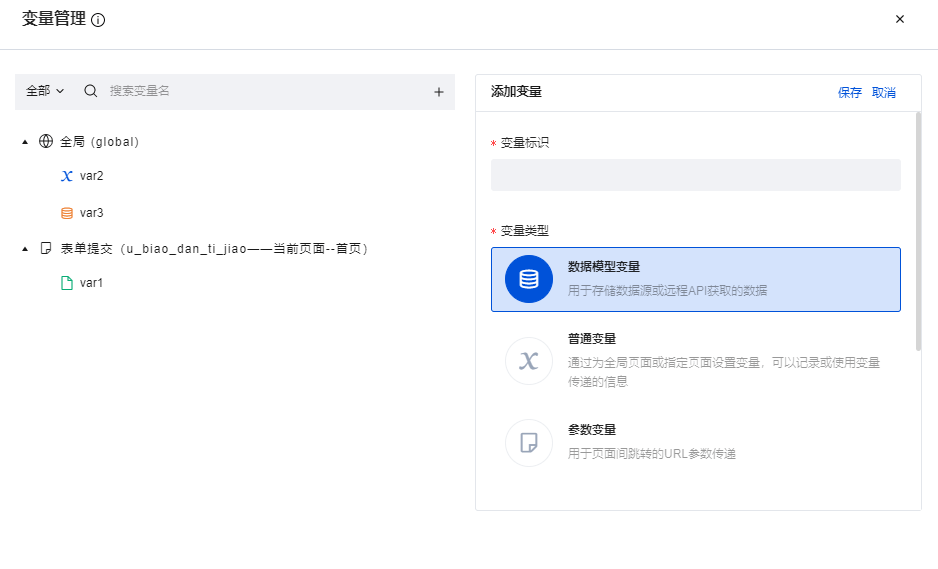 变量管理
全部
搜索变量名
全局 (global)
var2
var3
表单提交（u_biao_dan_ti_jiao——当前页面--首页）
var1
添加变量
保存 取消
* 变量标识
* 变量类型
数据模型变量
用于存储数据源或远程API获取的数据
普通变量
通过为全局页面或指定页面设置变量，可以记录或使用变量
传递的信息
参数变量
用于页面间跳转的URL参数传递